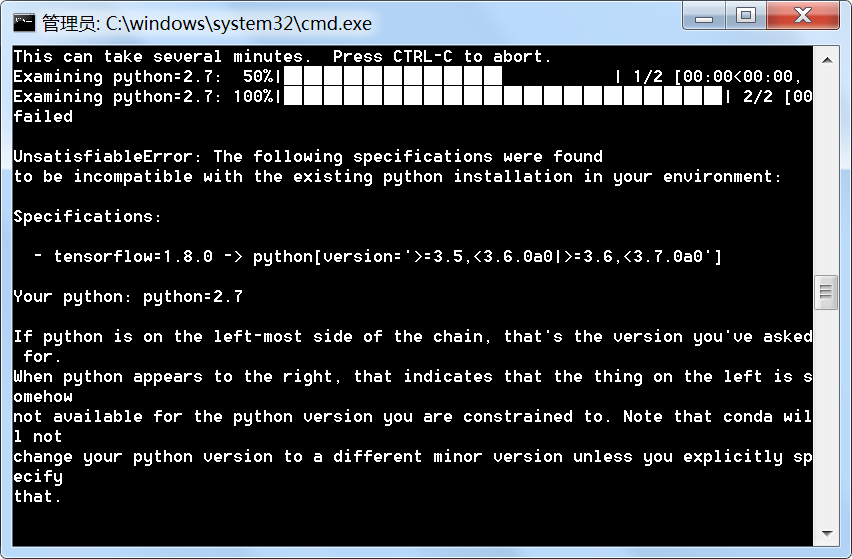 管理员: C:\windows\system32\cmd.exe
This can take several minutes.  Press CTRL-C to abort.
Examining python=2.7:  50%| | 1/2 [00:00<00:00,
Examining python=2.7: 100%| | 2/2 [00
failed
UnsatisfiableError: The following specifications were found
to be incompatible with the existing python installation in your environment:
Specifications:
  - tensorflow=1.8.0 -> python[version='>=3.5,<3.6.0a0|>=3.6,<3.7.0a0']
Your python: python=2.7
If python is on the left-most side of the chain, that's the version you've asked
 for.
When python appears to the right, that indicates that the thing on the left is s
omehow
not available for the python version you are constrained to. Note that conda wil
l not
change your python version to a different minor version unless you explicitly sp
ecify
that.